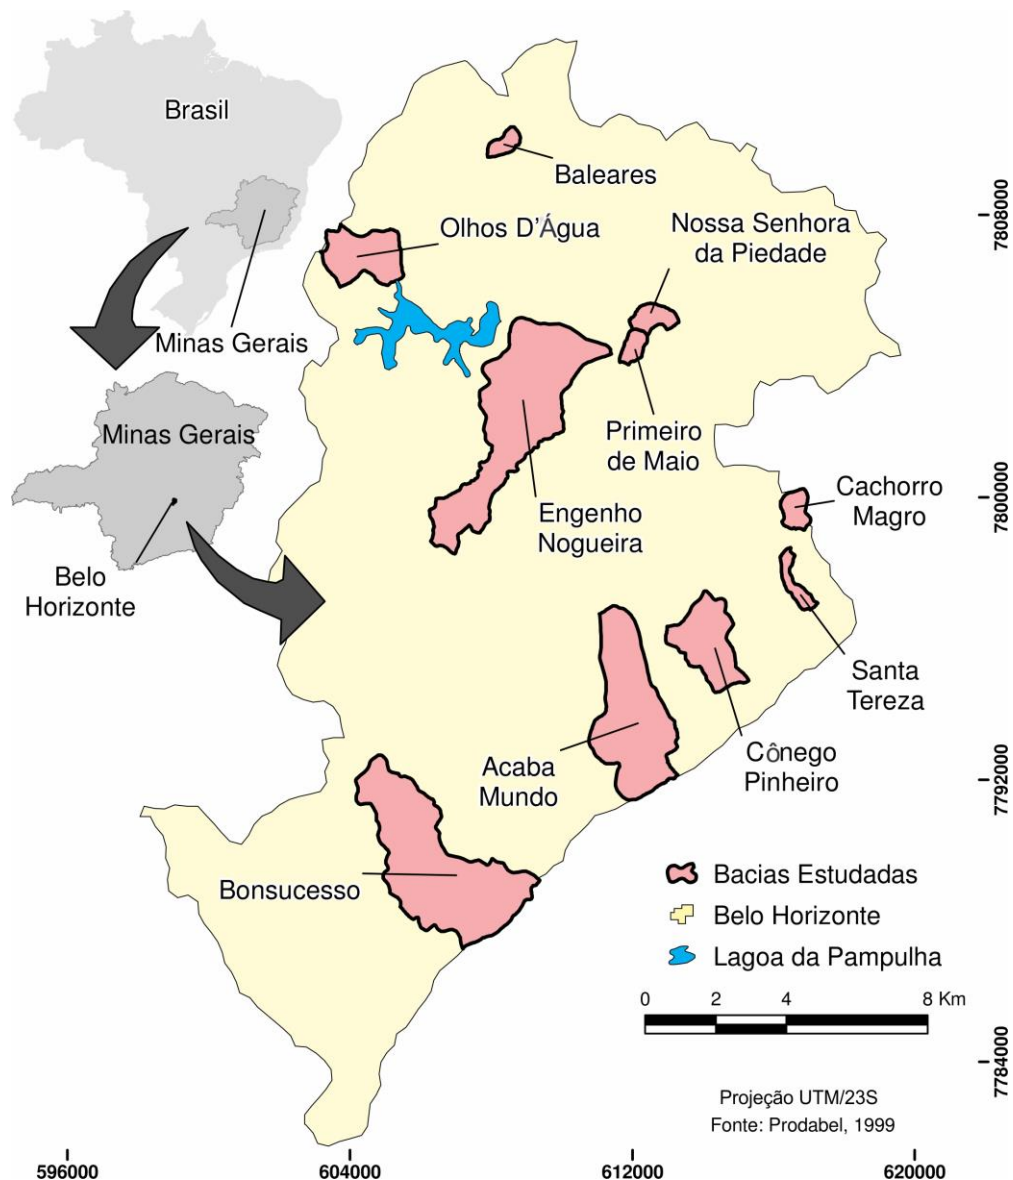 Brasil
Minas Gerais
Minas Gerais
Belo
Horizonte
Baleares
Olhos D'Água
Nossa Senhora
da Piedade
Primeiro
de Maio
Engenho
Nogueira
Cachorro
Magro
Santa
Tereza
Cônego
Pinheiro
Acaba
Mundo
Bonsucesso
Bacias Estudadas
Belo Horizonte
Lagoa da Pampulha
0 2 4 8 Km
Projeção UTM/23S
Fonte: Prodabel, 1999
7808000
7800000
7792000
7784000
596000 604000 612000 620000